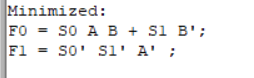 Minimized:
F0 = S0 A B + S1 B';
F1 = S0' S1' A' ;